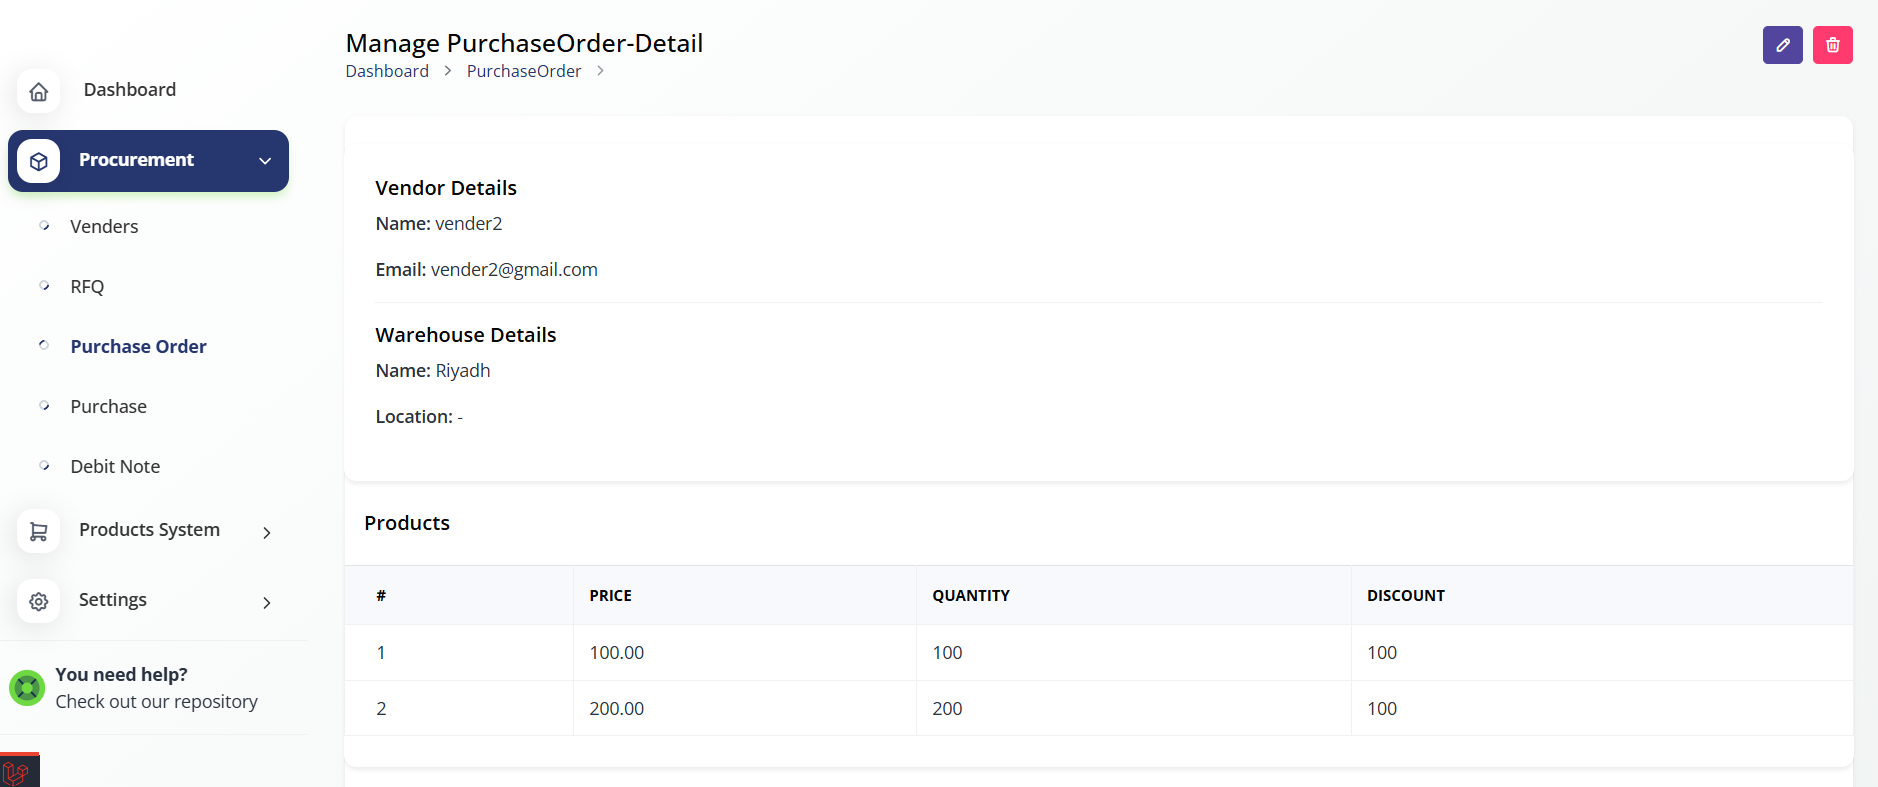 Manage PurchaseOrder-Detail
Dashboard > PurchaseOrder >
Dashboard
Procurement
Venders
RFQ
Purchase Order
Purchase
Debit Note
Products System
Settings
You need help?
Check out our repository
Vendor Details
Name: vender2
Email: vender2@gmail.com
Warehouse Details
Name: Riyadh
Location: -
Products
# PRICE QUANTITY DISCOUNT
1 100.00 100 100
2 200.00 200 100